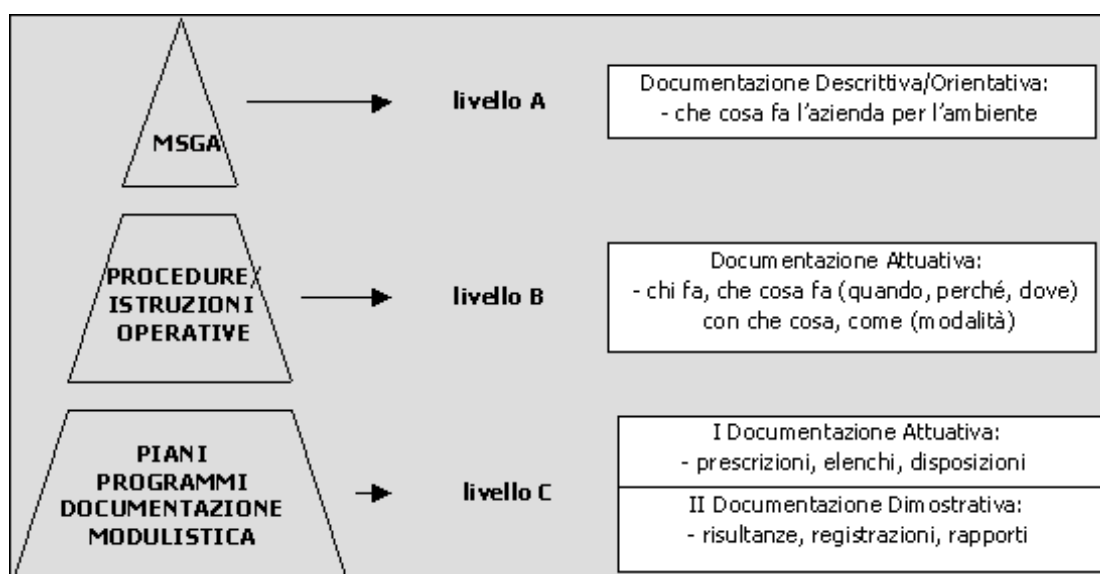 MSGA
livello A
Documentazione Descrittiva/Orientativa:
- che cosa fa l'azienda per l'ambiente
PROCEDURE/
ISTRUZIONI
OPERATIVE
livello B
Documentazione Attuativa:
- chi fa, che cosa fa (quando, perché, dove)
con che cosa, come (modalità)
PIANI
PROGRAMMI
DOCUMENTAZIONE
MODULISTICA
livello C
I Documentazione Attuativa:
- prescrizioni, elenchi, disposizioni
II Documentazione Dimostrativa:
- risultanze, registrazioni, rapporti